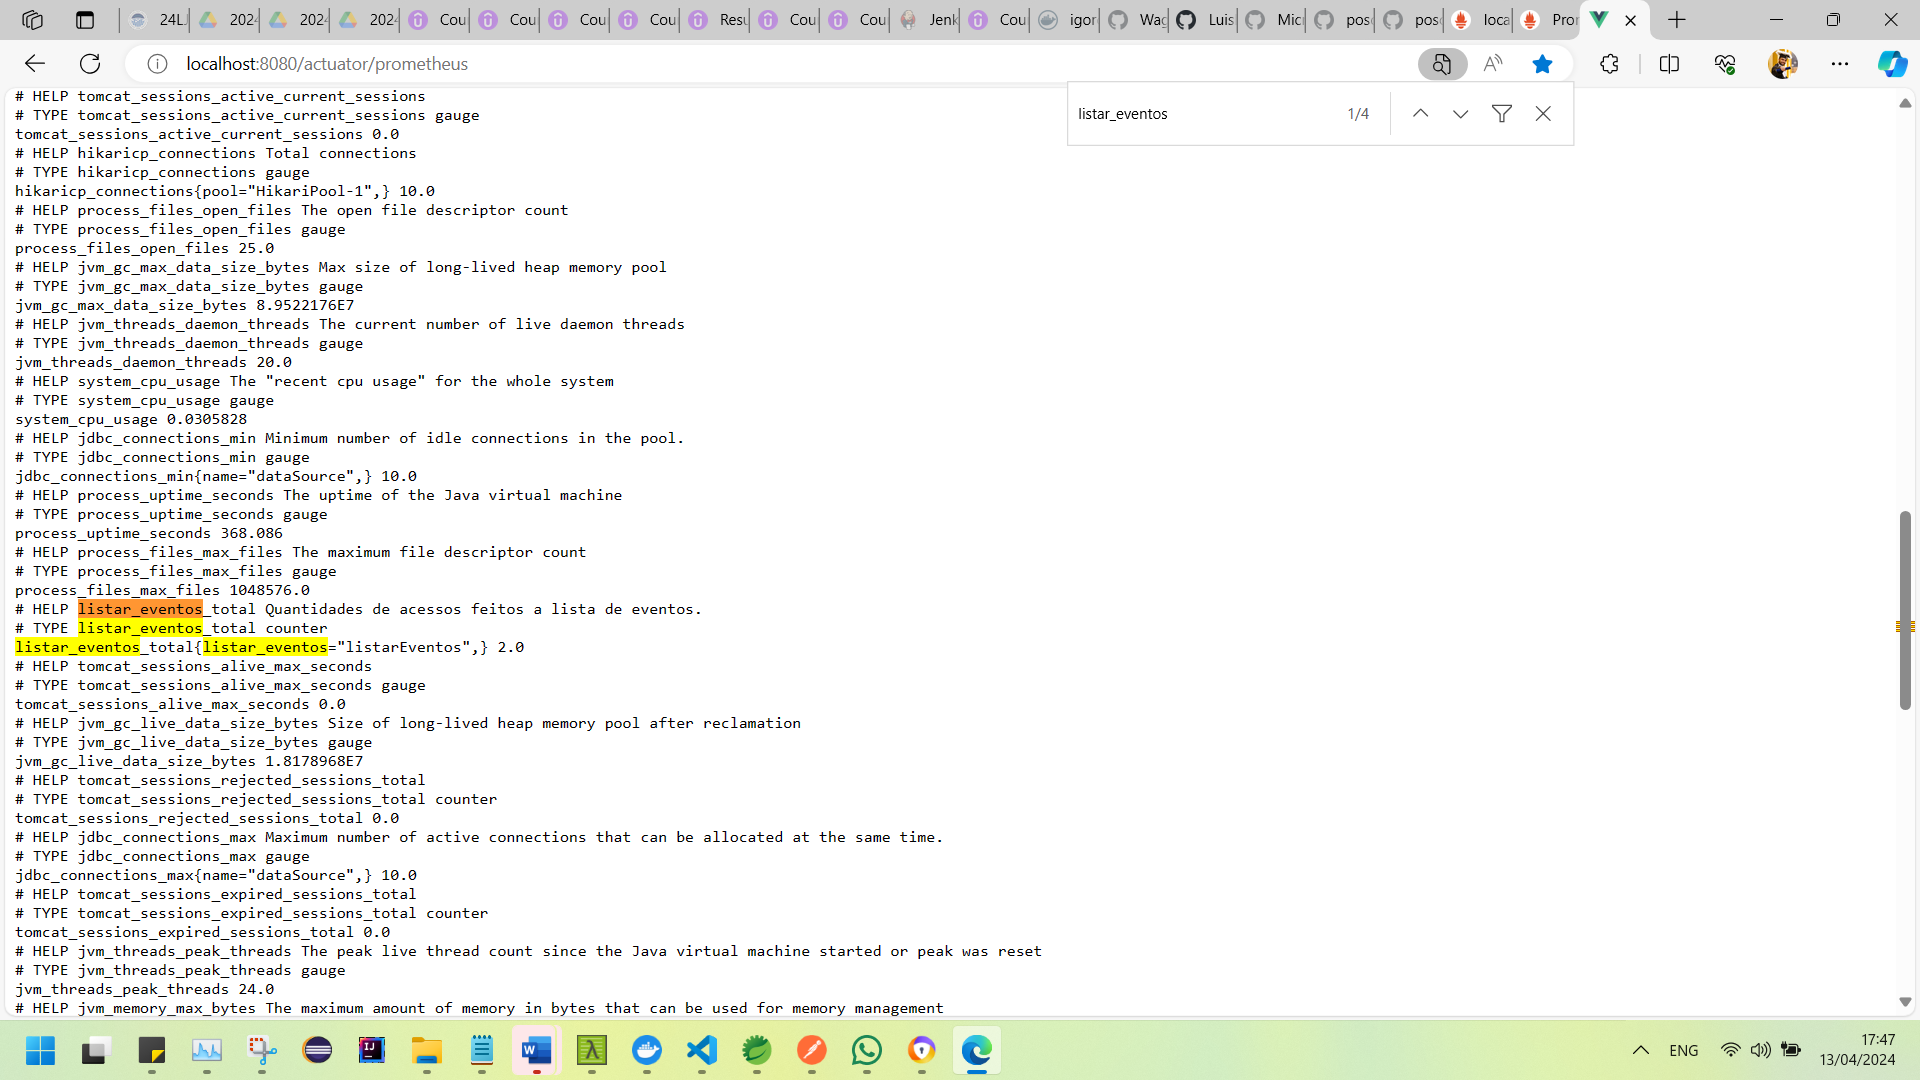 24LJ
2024
2024
2024
Cou
Cou
Cou
Cou
Resu
Cou
Cou
Jenk
Cou
igor
Wag
Luis
Micr
pos
pos
loca
Pro
localhost:8080/actuator/prometheus
listar_eventos 1/4
# HELP tomcat_sessions_active_current_sessions
# TYPE tomcat_sessions_active_current_sessions gauge
tomcat_sessions_active_current_sessions 0.0
# HELP hikaricp_connections Total connections
# TYPE hikaricp_connections gauge
hikaricp_connections{pool="HikariPool-1",} 10.0
# HELP process_files_open_files The open file descriptor count
# TYPE process_files_open_files gauge
process_files_open_files 25.0
# HELP jvm_gc_max_data_size_bytes Max size of long-lived heap memory pool
# TYPE jvm_gc_max_data_size_bytes gauge
jvm_gc_max_data_size_bytes 8.9522176E7
# HELP jvm_threads_daemon_threads The current number of live daemon threads
# TYPE jvm_threads_daemon_threads gauge
jvm_threads_daemon_threads 20.0
# HELP system_cpu_usage The "recent cpu usage" for the whole system
# TYPE system_cpu_usage gauge
system_cpu_usage 0.0305828
# HELP jdbc_connections_min Minimum number of idle connections in the pool.
# TYPE jdbc_connections_min gauge
jdbc_connections_min{name="dataSource",} 10.0
# HELP process_uptime_seconds The uptime of the Java virtual machine
# TYPE process_uptime_seconds gauge
process_uptime_seconds 368.086
# HELP process_files_max_files The maximum file descriptor count
# TYPE process_files_max_files gauge
process_files_max_files 1048576.0
# HELP listar_eventos_total Quantidades de acessos feitos a lista de eventos.
# TYPE listar_eventos_total counter
listar_eventos_total{listar_eventos="listarEventos",} 2.0
# HELP tomcat_sessions_alive_max_seconds
# TYPE tomcat_sessions_alive_max_seconds gauge
tomcat_sessions_alive_max_seconds 0.0
# HELP jvm_gc_live_data_size_bytes Size of long-lived heap memory pool after reclamation
# TYPE jvm_gc_live_data_size_bytes gauge
jvm_gc_live_data_size_bytes 1.8178968E7
# HELP tomcat_sessions_rejected_sessions_total
# TYPE tomcat_sessions_rejected_sessions_total counter
tomcat_sessions_rejected_sessions_total 0.0
# HELP jdbc_connections_max Maximum number of active connections that can be allocated at the same time.
# TYPE jdbc_connections_max gauge
jdbc_connections_max{name="dataSource",} 10.0
# HELP tomcat_sessions_expired_sessions_total
# TYPE tomcat_sessions_expired_sessions_total counter
tomcat_sessions_expired_sessions_total 0.0
# HELP jvm_threads_peak_threads The peak live thread count since the Java virtual machine started or peak was reset
# TYPE jvm_threads_peak_threads gauge
jvm_threads_peak_threads 24.0
# HELP jvm_memory_max_bytes The maximum amount of memory in bytes that can be used for memory management
ENG
17:47
13/04/2024